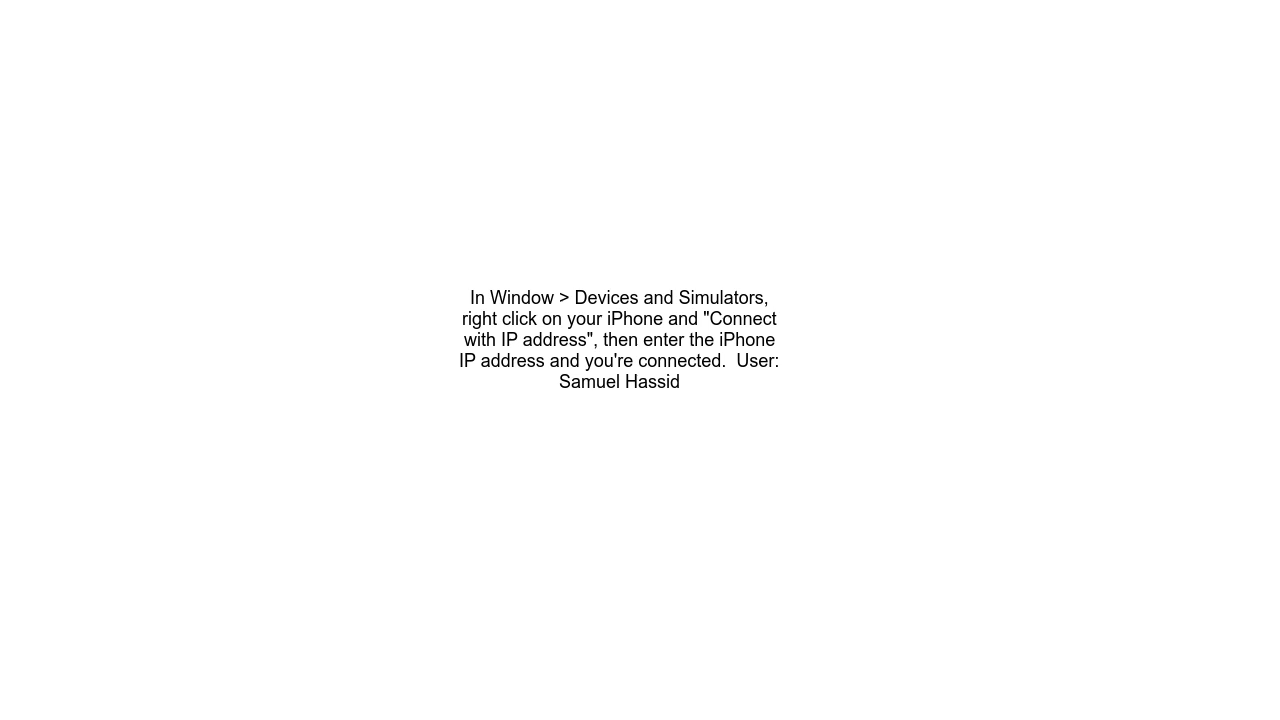 In Window > Devices and Simulators,
right click on your iPhone and "Connect
with IP address", then enter the iPhone
IP address and you're connected.  User:
Samuel Hassid